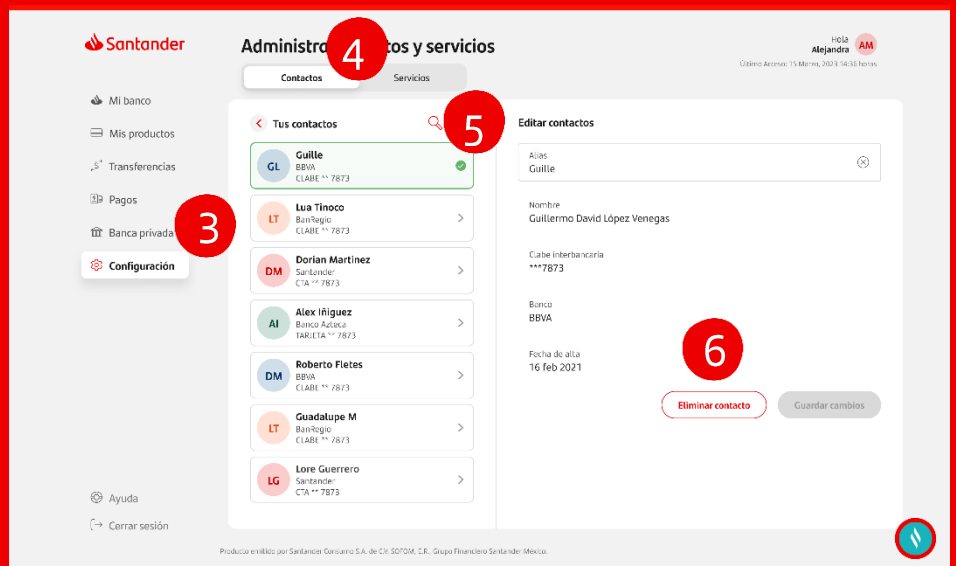 Santander
Administra
tos y servicios
Hola
Alejandra
AM
Último Acceso: 15 Marzo, 2023 14:36 horas
4
Contactos
Servicios
Mi banco
Mis productos
Transferencias
Pagos
Banca privada
Configuración
3
Tus contactos
5
GL
Guille
BBVA
CLABE ** 7873
LT
Lua Tinoco
BanRegio
CLABE ** 7873
DM
Dorian Martinez
Santander
CTA ** 7873
AI
Alex Iñiguez
Banco Azteca
TARJETA ** 7873
DM
Roberto Fletes
BBVA
CLABE ** 7873
LT
Guadalupe M
BanRegio
CLABE ** 7873
LG
Lore Guerrero
Santander
CTA ** 7873
Editar contactos
Alias
Guille
Nombre
Guillermo David López Venegas
Clabe interbancaria
***7873
Banco
BBVA
Fecha de alta
16 feb 2021
6
Eliminar contacto
Guardar cambios
Ayuda
Cerrar sesión
Producto emitido por Santander Consumo S.A. de C.V. SOFOM, E.R., Grupo Financiero Santander México.